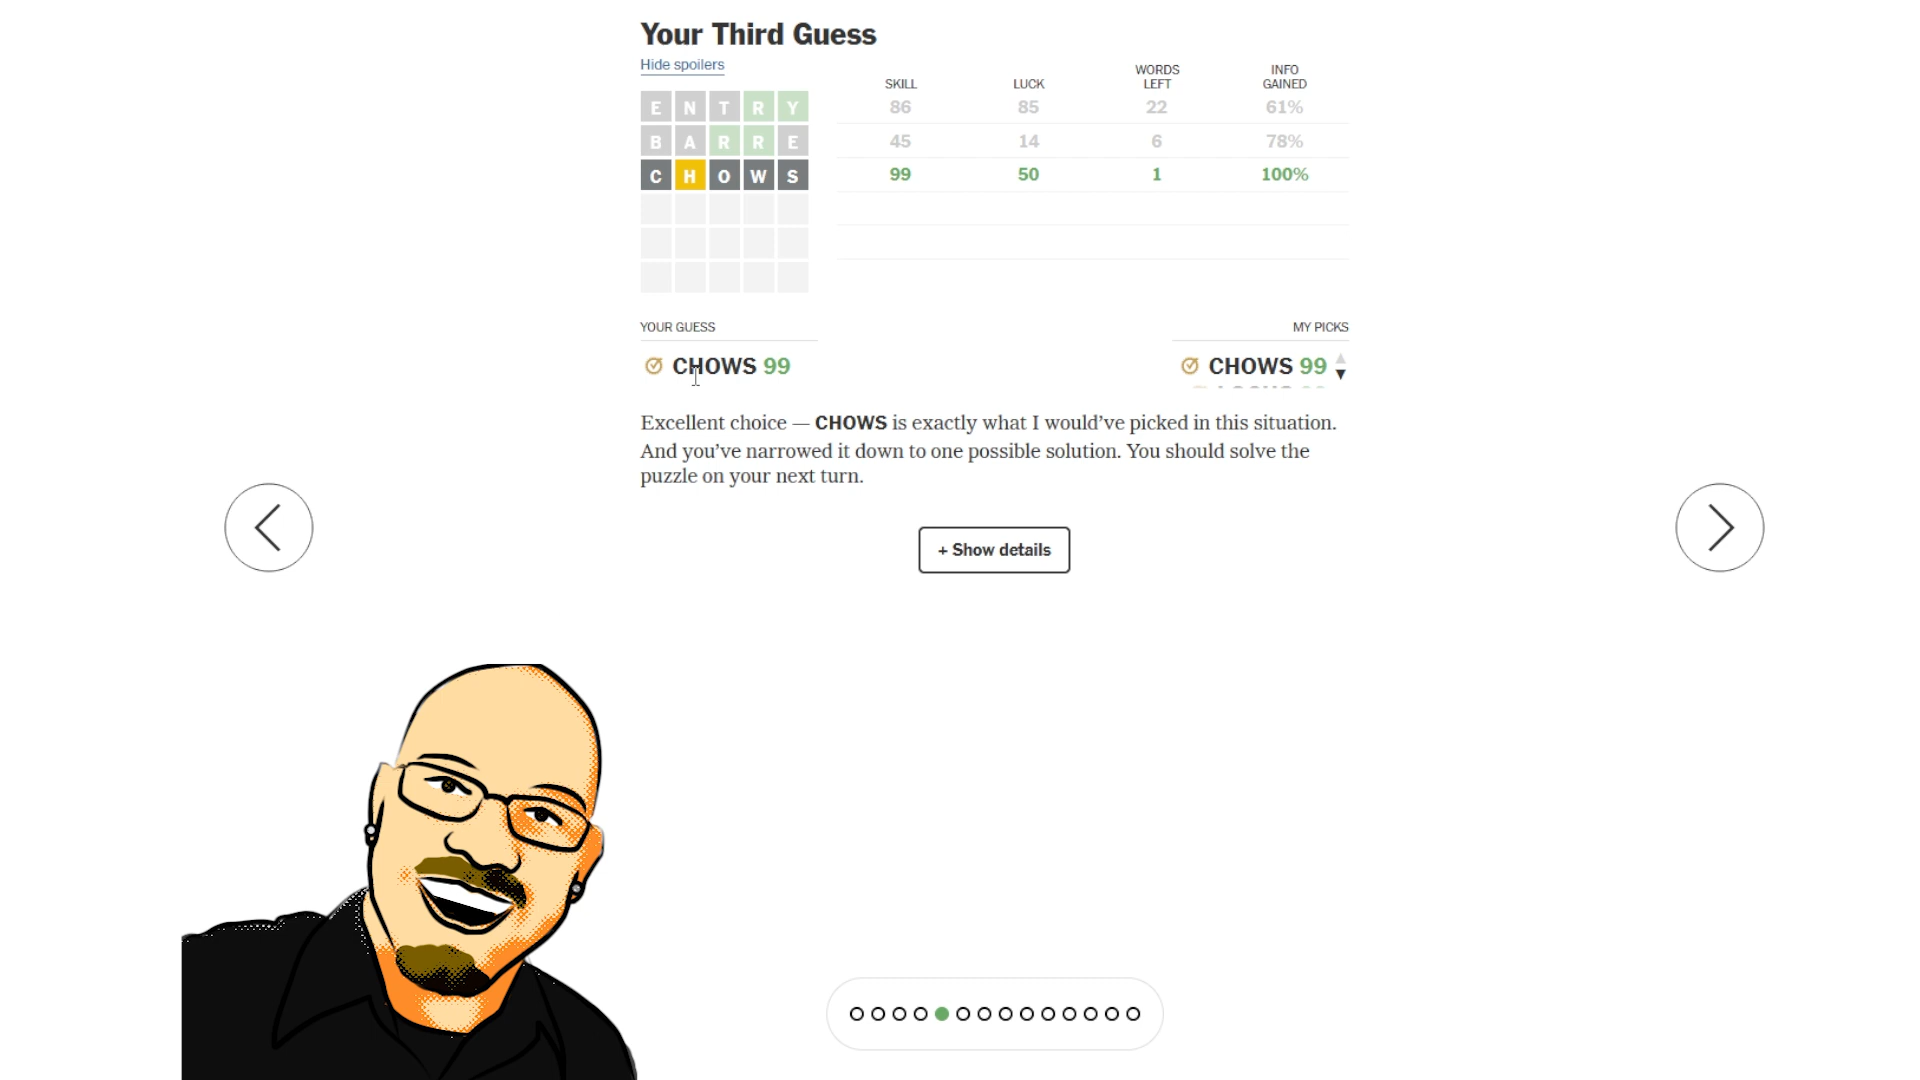 Your Third Guess
Hide spoilers
SKILL LUCK WORDS LEFT INFO GAINED
E N T R Y 86 85 22 61%
B A R R E 45 14 6 78%
C H O W S 99 50 1 100%
YOUR GUESS MY PICKS
CHOWS 99 CHOWS 99
Excellent choice — CHOWS is exactly what I would’ve picked in this situation.
And you’ve narrowed it down to one possible solution. You should solve the
puzzle on your next turn.
+ Show details